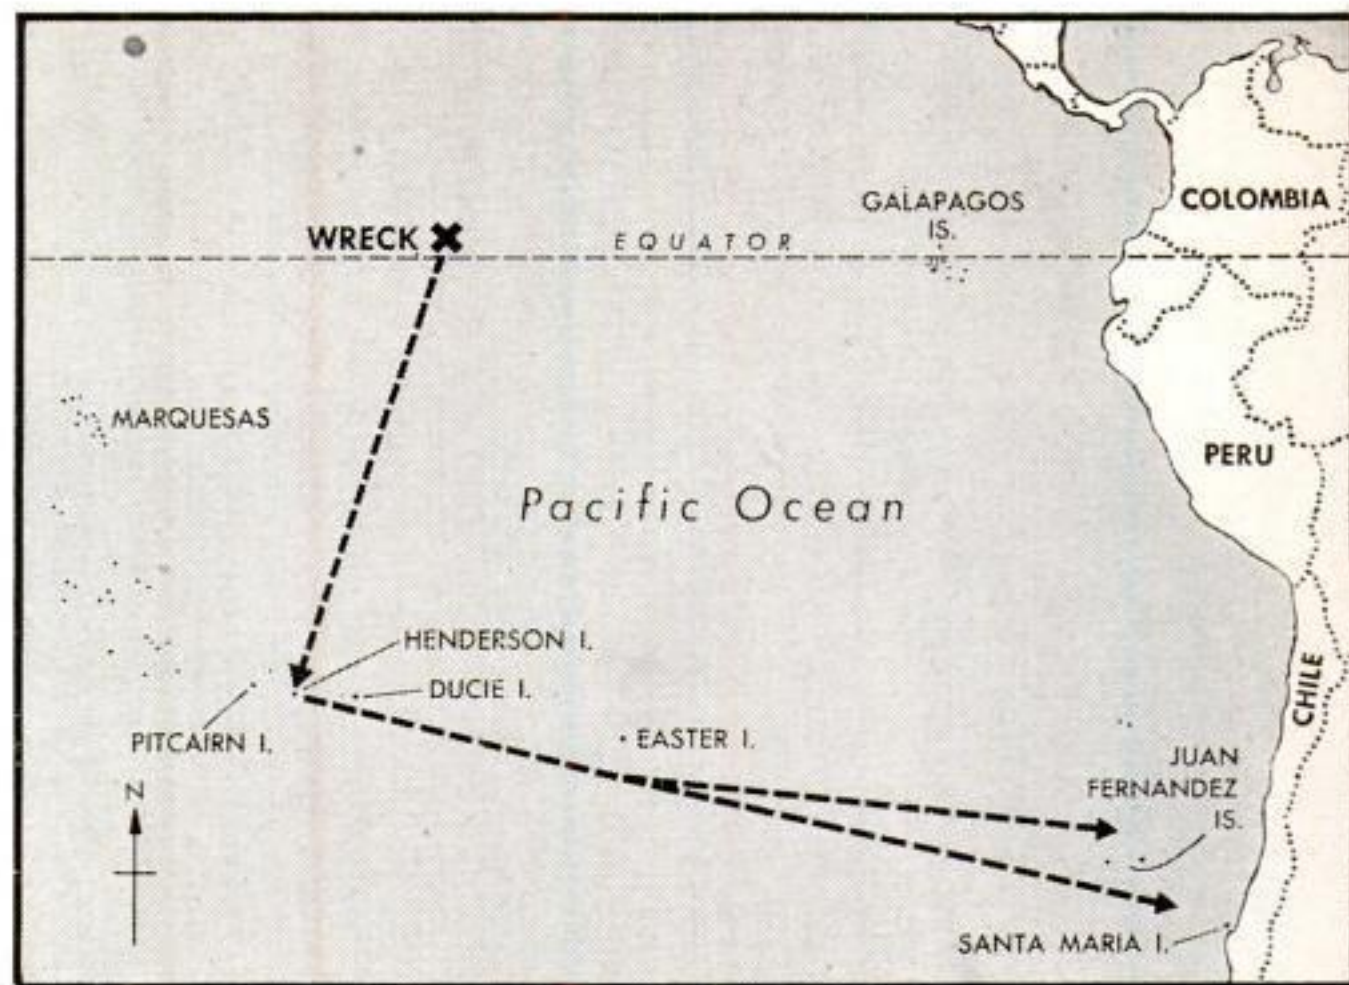 GALAPAGOS
IS.
COLOMBIA
WRECK
EQUATOR
MARQUESAS
PERU
Pacific Ocean
HENDERSON I.
DUCIE I.
CHILE
PITCAIRN I.
EASTER I.
JUAN
FERNANDEZ
IS.
N
SANTA MARIA I.